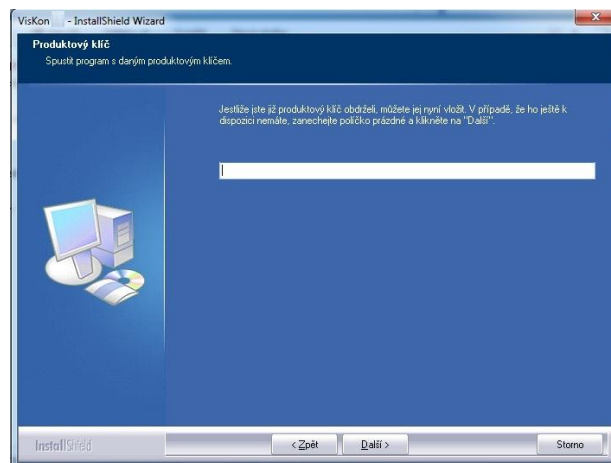 VisKon - InstallShield Wizard
Produktový klíč
Spustit program s daným produktovým klíčem.
Jestliže jste již produktový klíč obdrželi, můžete jej nyní vložit. V případě, že ho ještě k
dispozici nemáte, zanechejte políčko prázdné a klikněte na "Další".
InstallShield
< Zpět
Další >
Storno